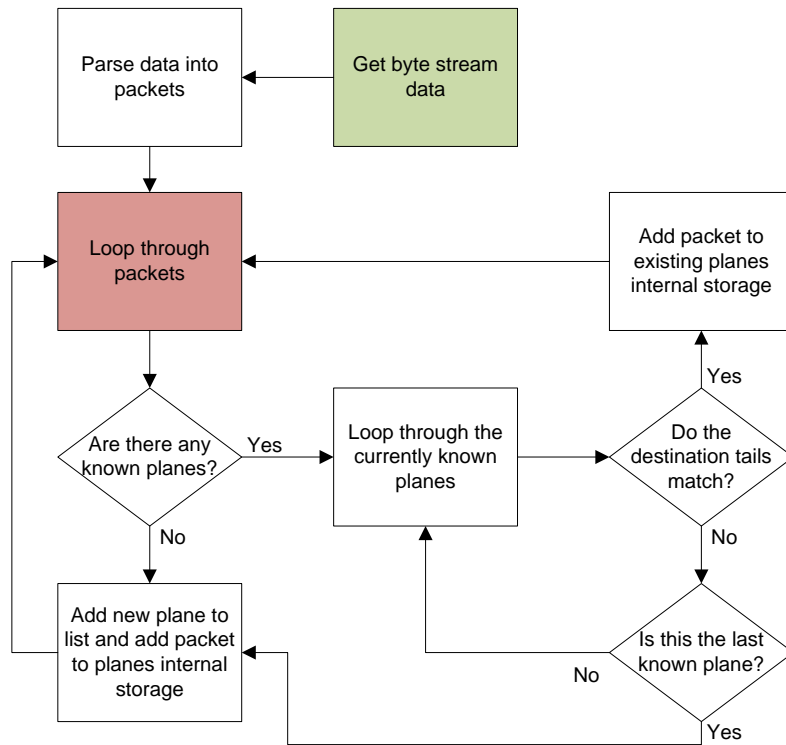 Parse data into
packets
Get byte stream
data
Loop through
packets
Add packet to
existing planes
internal storage
Yes
Are there any
known planes?
Yes
Loop through the
currently known
planes
Do the
destination tails
match?
No
No
Add new plane to
list and add packet
to planes internal
storage
Is this the last
known plane?
No
Yes